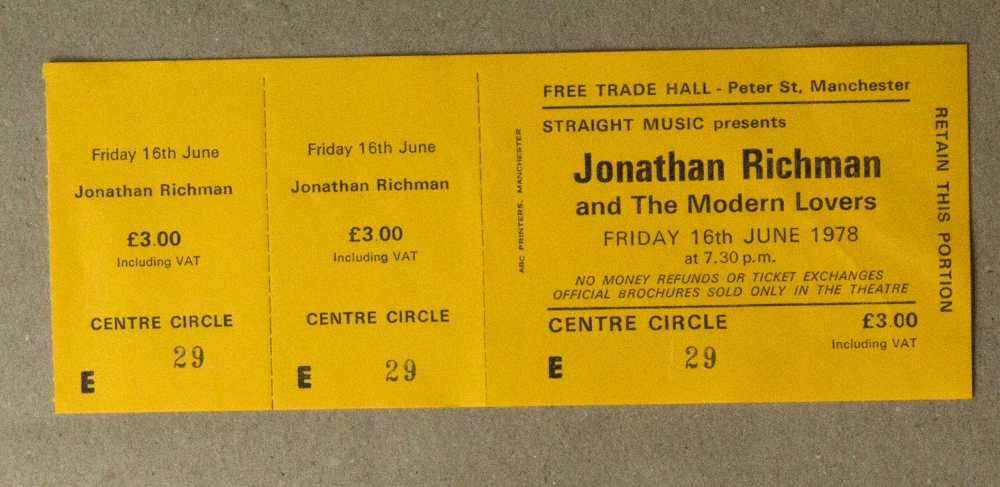 Friday 16th June
Jonathan Richman
£3.00
Including VAT
CENTRE CIRCLE
29
E
Friday 16th June
Jonathan Richman
£3.00
Including VAT
CENTRE CIRCLE
29
E
ABC PRINTERS, MANCHESTER
FREE TRADE HALL - Peter St, Manchester
STRAIGHT MUSIC presents
Jonathan Richman
and The Modern Lovers
FRIDAY 16th JUNE 1978
at 7.30 p.m.
NO MONEY REFUNDS OR TICKET EXCHANGES
OFFICIAL BROCHURES SOLD ONLY IN THE THEATRE
CENTRE CIRCLE £3.00
Including VAT
E 29
RETAIN THIS PORTION